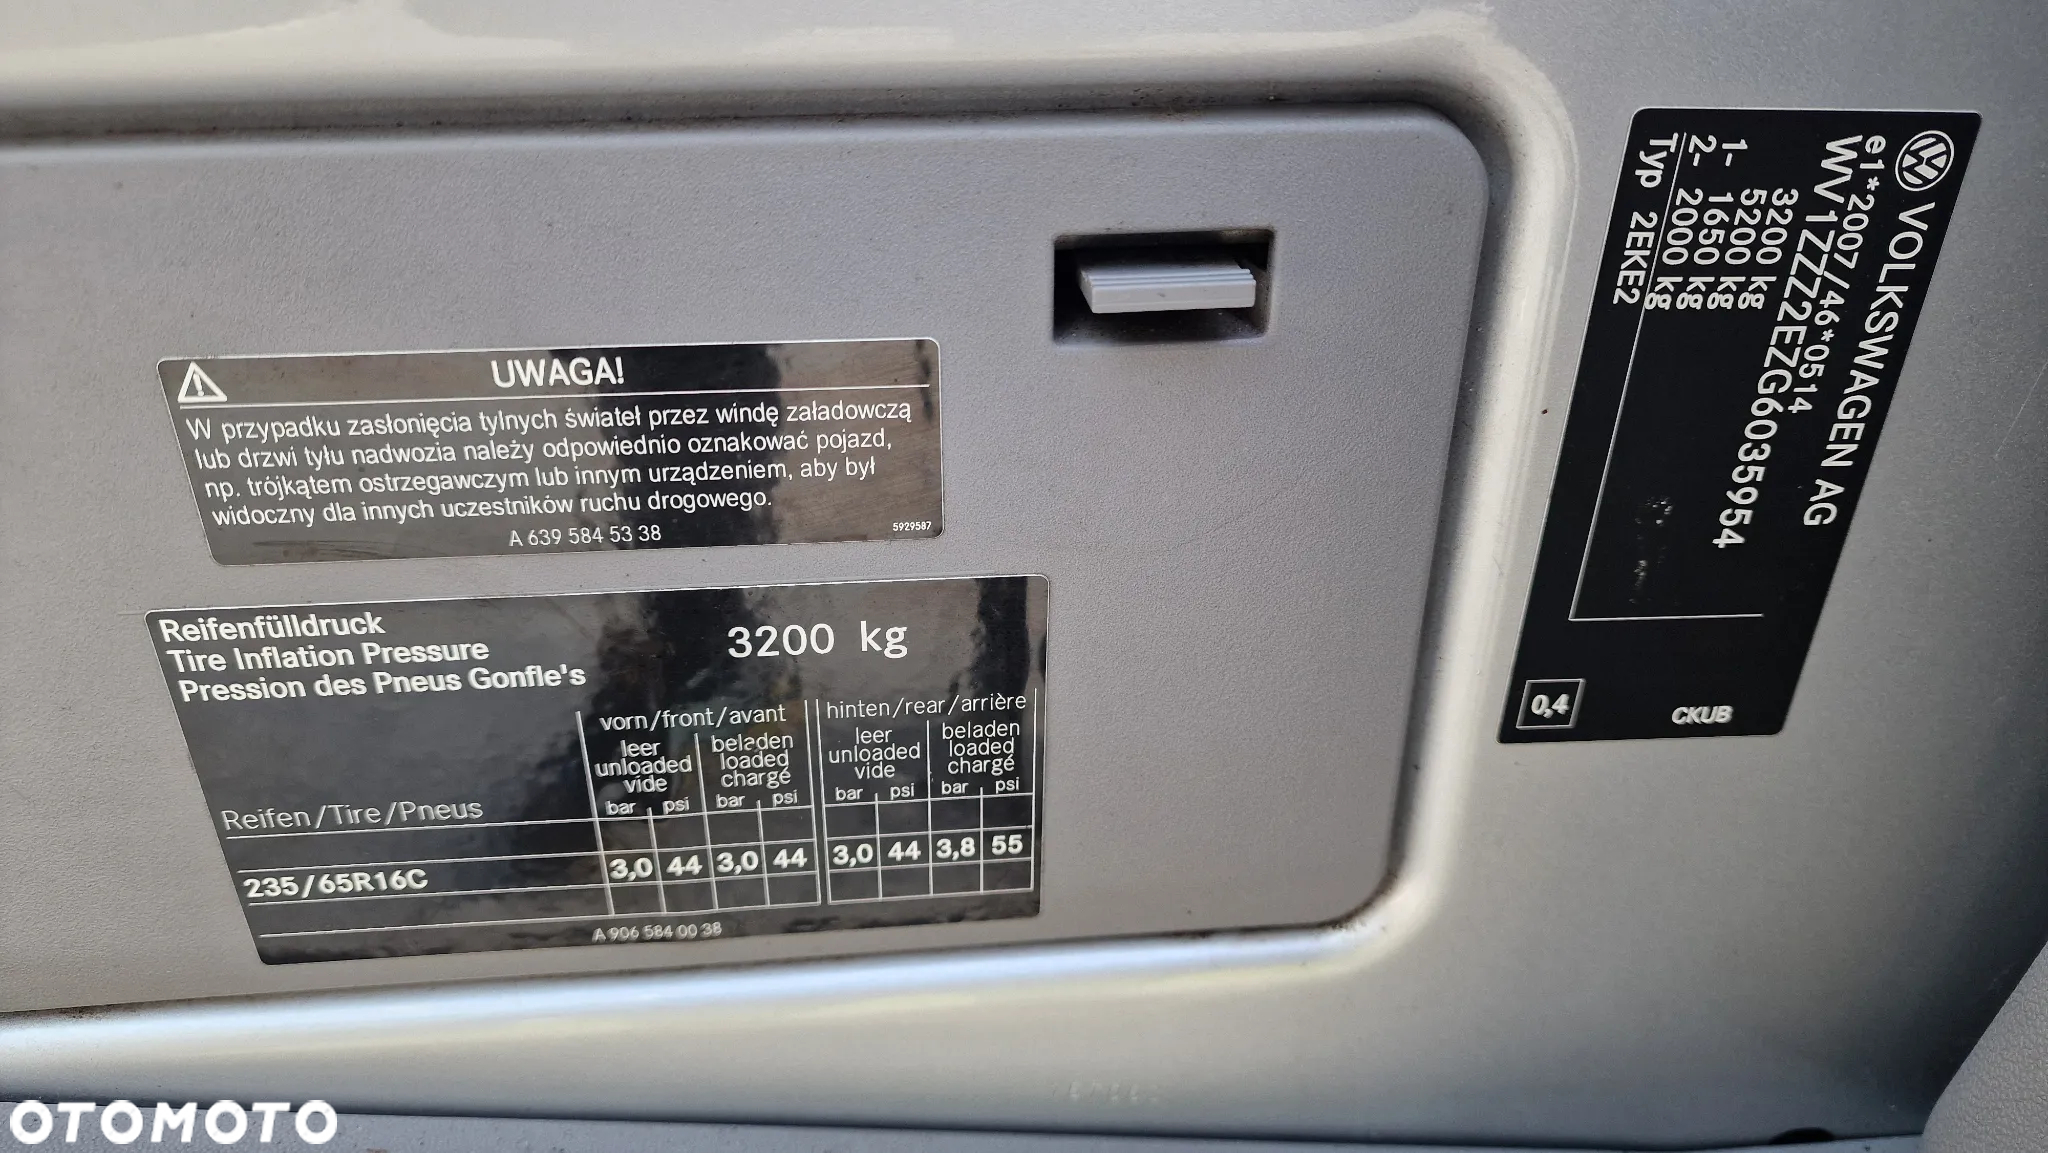 UWAGA!
W przypadku zasłonięcia tylnych świateł przez windę załadowczą
lub drzwi tyłu nadwozia należy odpowiednio oznakować pojazd,
np. trójkątem ostrzegawczym lub innym urządzeniem, aby był
widoczny dla innych uczestników ruchu drogowego.
A 639 584 53 38
5929587
Reifenfülldruck
Tire Inflation Pressure
Pression des Pneus Gonfle's
3200 kg
vorn/front/avant hinten/rear/arrière
leer beladen leer beladen
unloaded loaded unloaded loaded
vide chargé vide chargé
bar psi bar psi bar psi bar psi
Reifen/Tire/Pneus
235/65R16C 3,0 44 3,0 44 3,0 44 3,8 55
A 906 584 00 38
VOLKSWAGEN AG
e1*2007/46*0514
WV1ZZZ2EZG6035954
3200 kg
5200 kg
1- 1650 kg
2- 2000 kg
Typ 2EKE2
0,4
CKUB
OTOMOTO